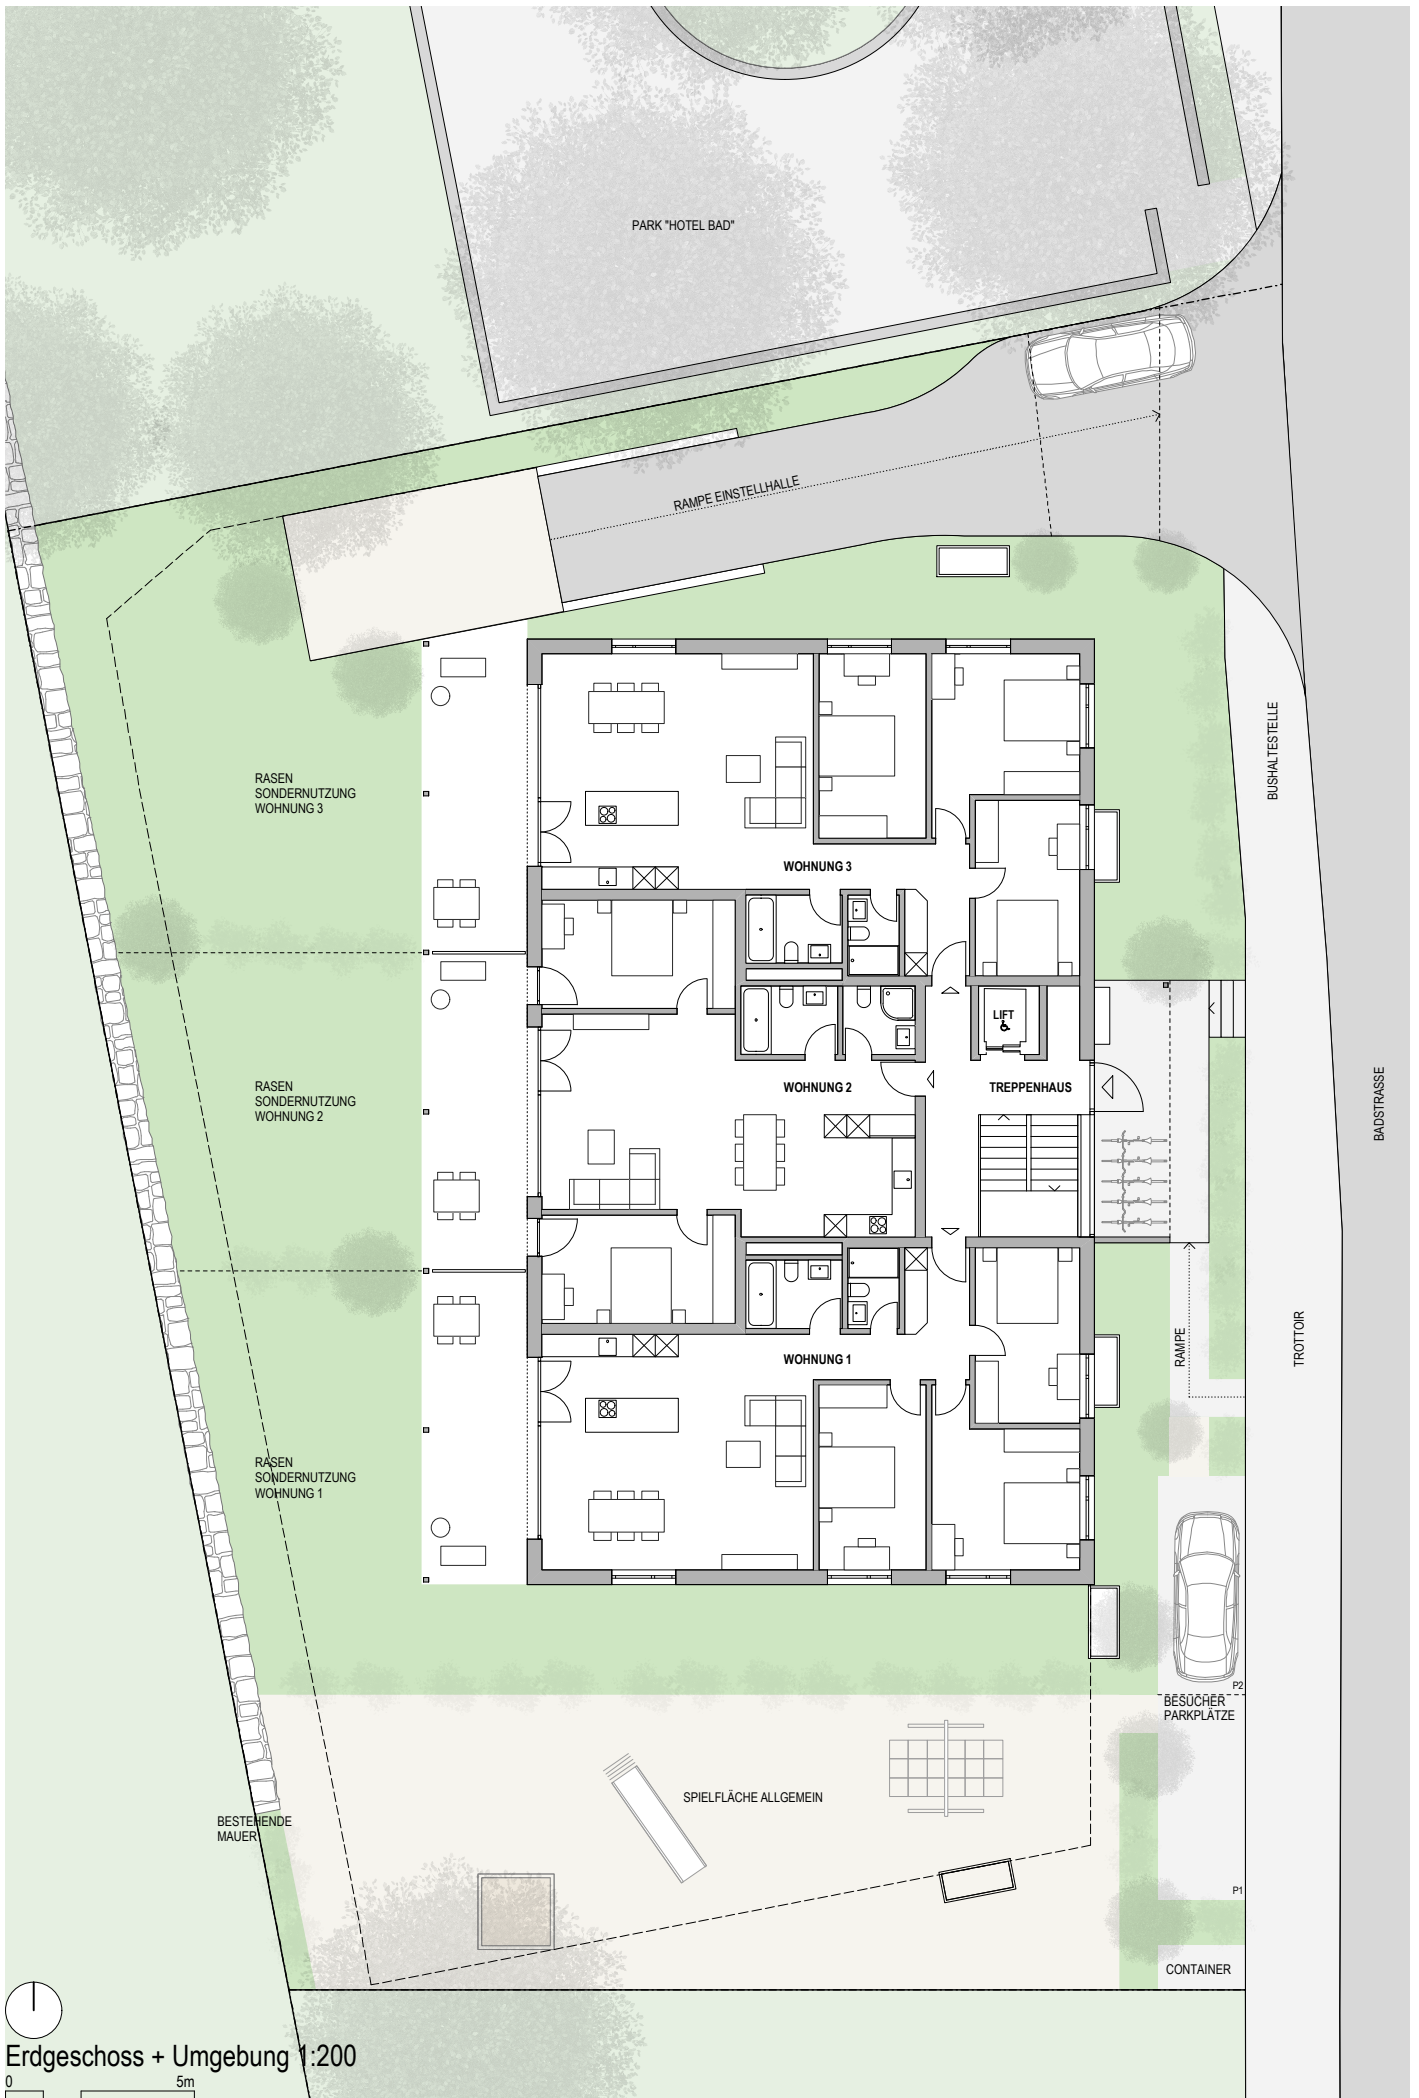 PARK "HOTEL BAD"
RAMPE EINSTELLHALLE
BUSHALTESTELLE
RASEN
SONDERNUTZUNG
WOHNUNG 3
WOHNUNG 3
LIFT
RASEN
SONDERNUTZUNG
WOHNUNG 2
WOHNUNG 2
TREPPENHAUS
BADSTRASSE
RAMPE
TROTTOIR
WOHNUNG 1
RASEN
SONDERNUTZUNG
WOHNUNG 1
P2
BESUCHER
PARKPLÄTZE
SPIELFLÄCHE ALLGEMEIN
BESTEHENDE
MAUER
P1
CONTAINER
Erdgeschoss + Umgebung 1:200
0 5m